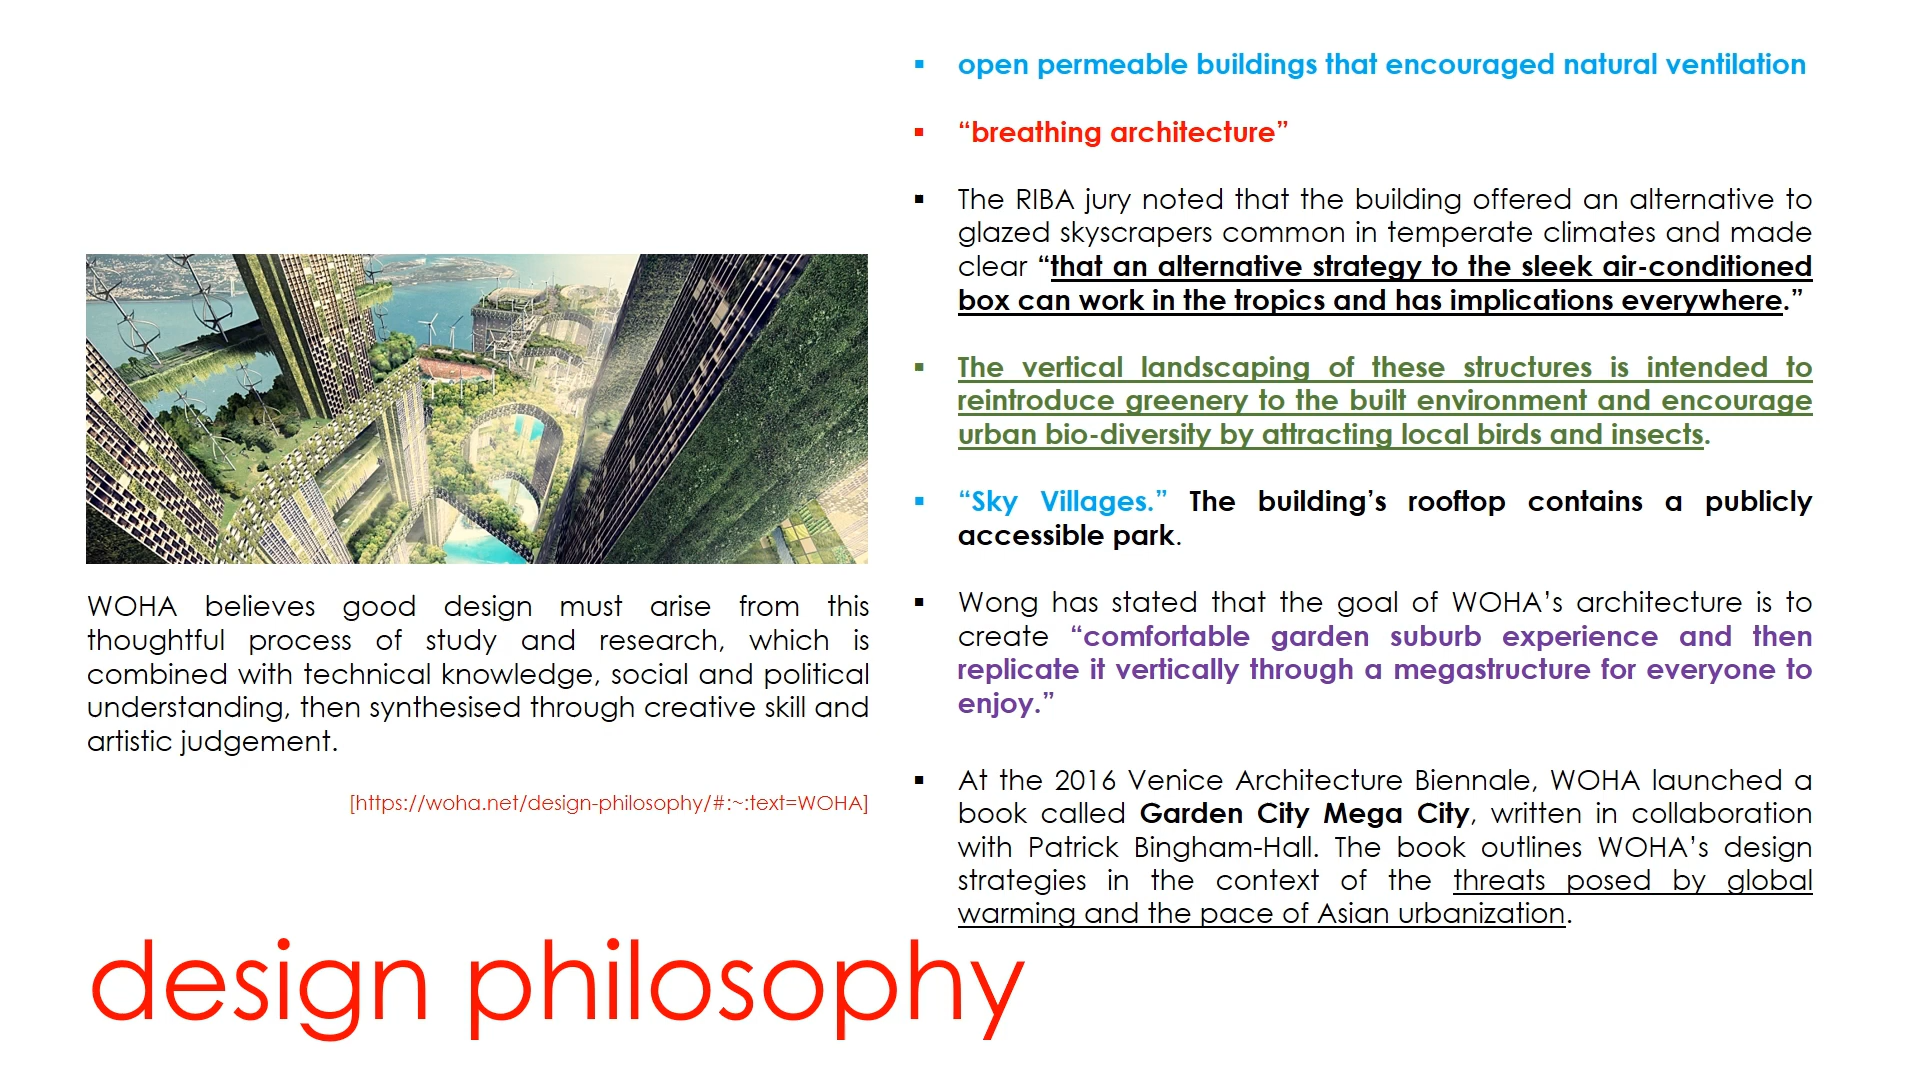 WOHA believes good design must arise from this
thoughtful process of study and research, which is
combined with technical knowledge, social and political
understanding, then synthesised through creative skill and
artistic judgement.
[https://woha.net/design-philosophy/#:~:text=WOHA]
▪ open permeable buildings that encouraged natural ventilation
▪ “breathing architecture”
▪ The RIBA jury noted that the building offered an alternative to
glazed skyscrapers common in temperate climates and made
clear “that an alternative strategy to the sleek air-conditioned
box can work in the tropics and has implications everywhere.”
▪ The vertical landscaping of these structures is intended to
reintroduce greenery to the built environment and encourage
urban bio-diversity by attracting local birds and insects.
▪ “Sky Villages.” The building’s rooftop contains a publicly
accessible park.
▪ Wong has stated that the goal of WOHA’s architecture is to
create “comfortable garden suburb experience and then
replicate it vertically through a megastructure for everyone to
enjoy.”
▪ At the 2016 Venice Architecture Biennale, WOHA launched a
book called Garden City Mega City, written in collaboration
with Patrick Bingham-Hall. The book outlines WOHA’s design
strategies in the context of the threats posed by global
warming and the pace of Asian urbanization.
design philosophy